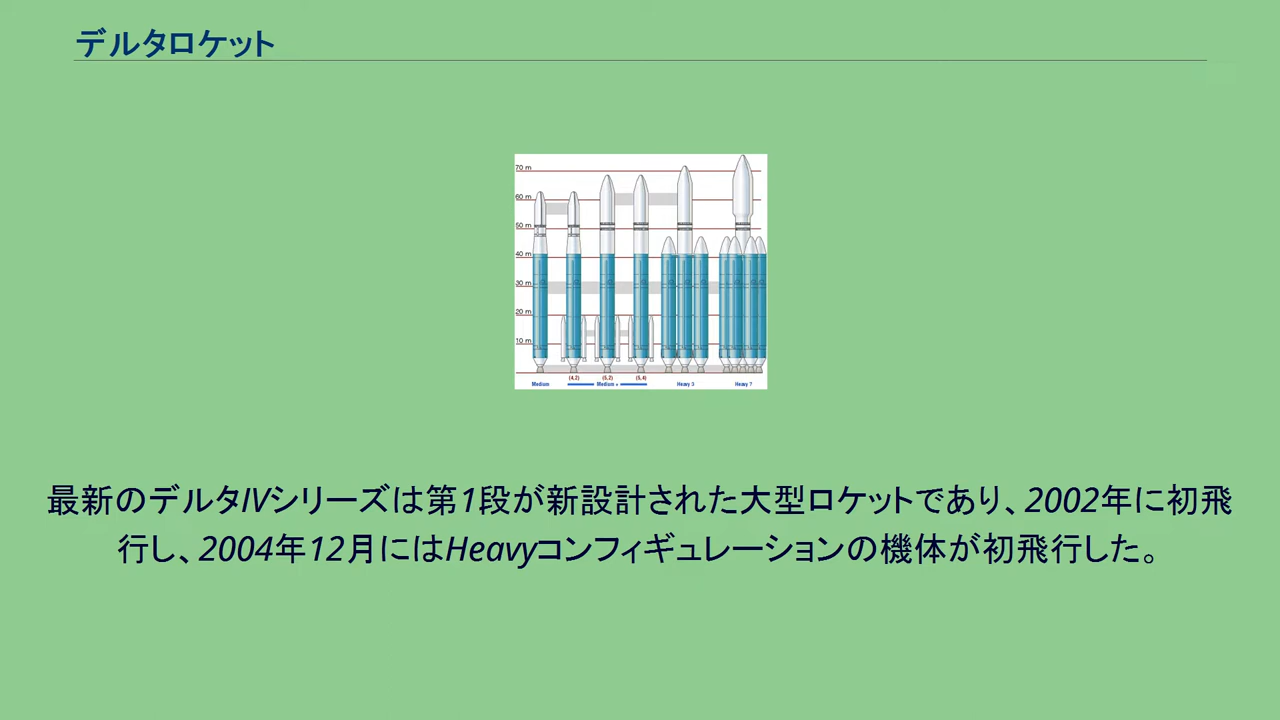 デルタロケット
70 m
60 m
50 m
40 m
30 m
20 m
10 m
(4,2) (5,2) (5,4)
Medium Medium + Heavy 3 Heavy 7
最新のデルタIVシリーズは第1段が新設計された大型ロケットであり、2002年に初飛
行し、2004年12月にはHeavyコンフィギュレーションの機体が初飛行した。